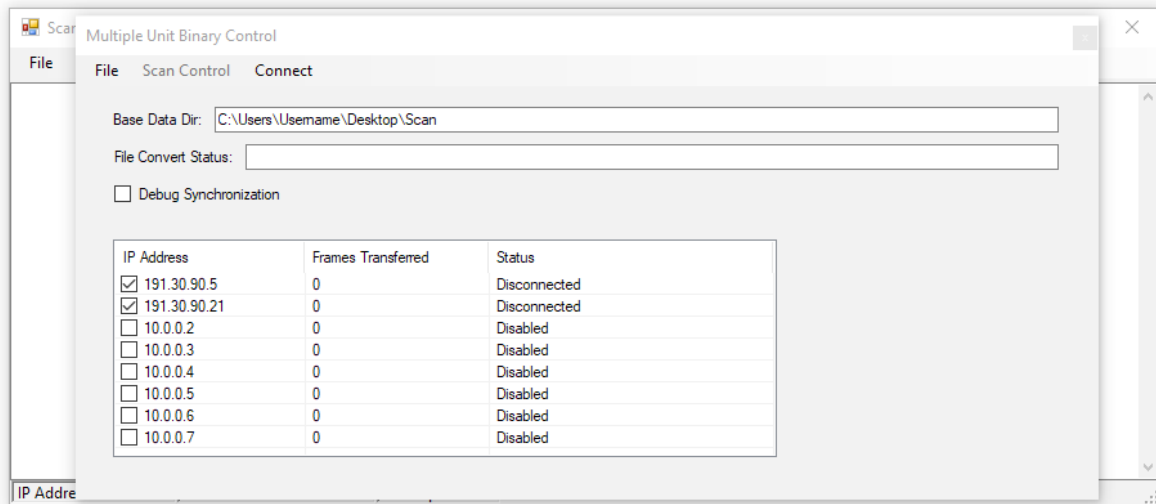 Scan
Multiple Unit Binary Control
File
File Scan Control Connect
Base Data Dir: C:\Users\Username\Desktop\Scan
File Convert Status:
Debug Synchronization
IP Address Frames Transferred Status
191.30.90.5 0 Disconnected
191.30.90.21 0 Disconnected
10.0.0.2 0 Disabled
10.0.0.3 0 Disabled
10.0.0.4 0 Disabled
10.0.0.5 0 Disabled
10.0.0.6 0 Disabled
10.0.0.7 0 Disabled
IP Addre